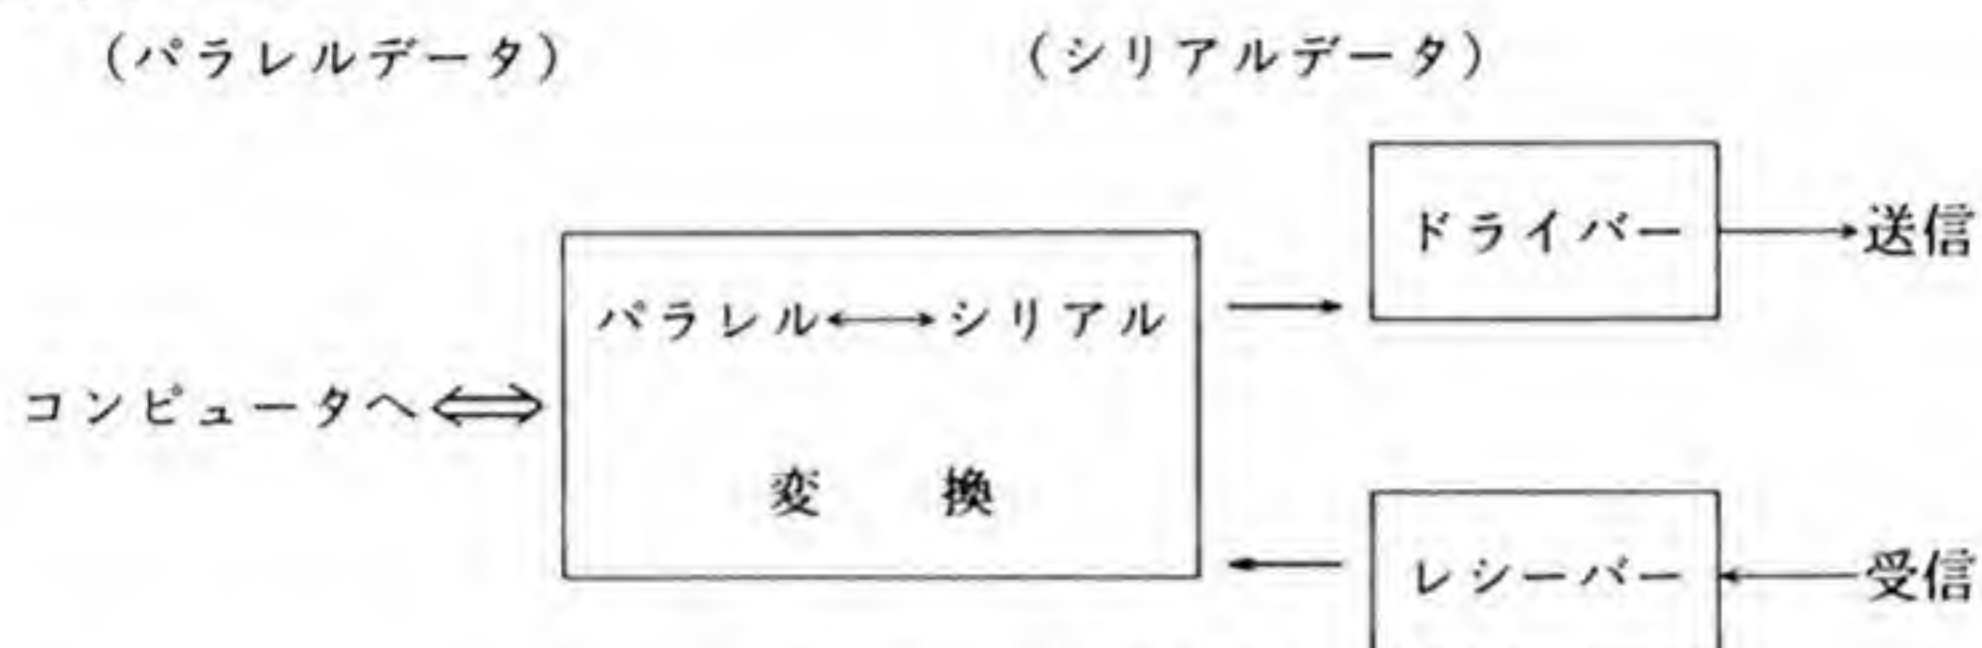 (パラレルデータ)
(シリアルデータ)
ドライバー
送信
パラレル←→シリアル
コンピュータへ
変 換
レシーバー
受信